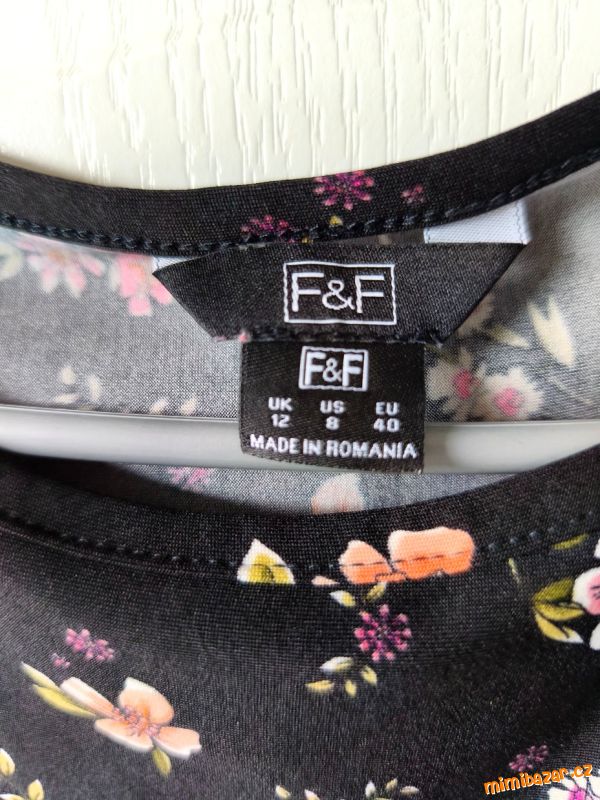 F&F
F&F
UK US EU
12 8 40
MADE IN ROMANIA
mimibazar.cz